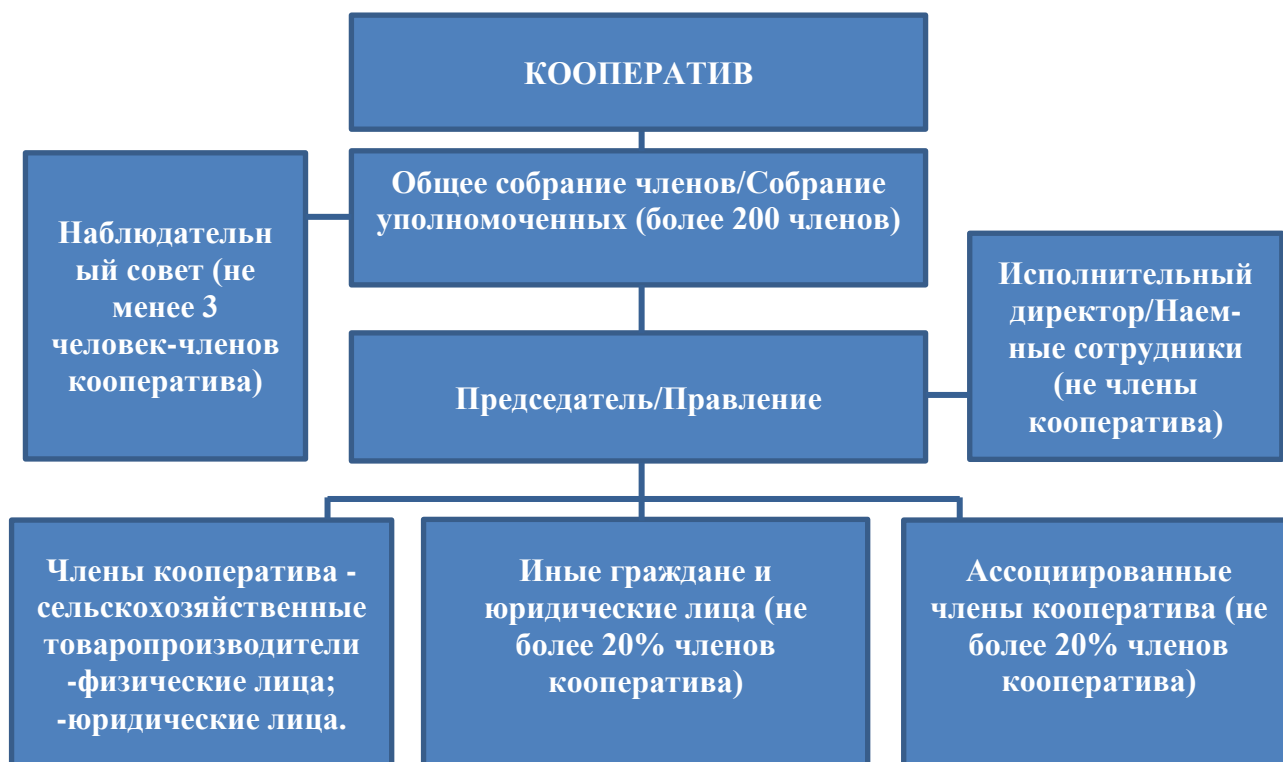 КООПЕРАТИВ
Общее собрание членов/Собрание
уполномоченных (более 200 членов)
Наблюдательн
ый совет (не
менее 3
человек-членов
кооператива)
Исполнительный
директор/Наем-
ные сотрудники
(не члены
кооператива)
Председатель/Правление
Члены кооператива -
сельскохозяйственные
товаропроизводители
-физические лица;
-юридические лица.
Иные граждане и
юридические лица (не
более 20% членов
кооператива)
Ассоциированные
члены кооператива (не
более 20% членов
кооператива)